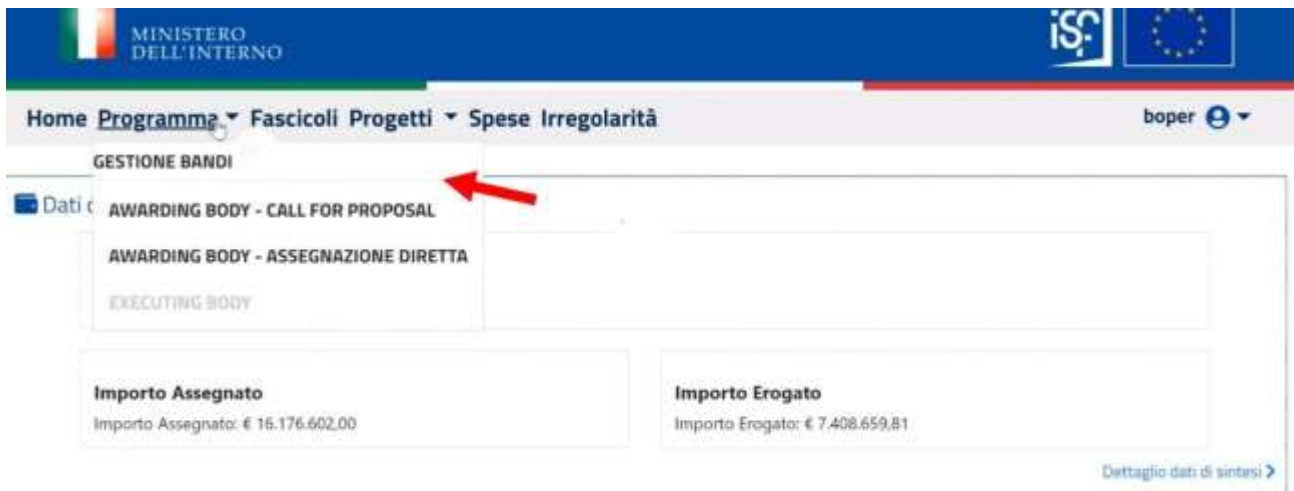 MINISTERO
DELL'INTERNO
iSF
Home Programma Fascicoli Progetti Spese Irregolarità boper
GESTIONE BANDI
Dati
AWARDING BODY - CALL FOR PROPOSAL
AWARDING BODY - ASSEGNAZIONE DIRETTA
EXECUTING BODY
Importo Assegnato Importo Erogato
Importo Assegnato: € 16.176.602,00 Importo Erogato: € 7.408.659,81
Dettaglio dati di sintesi